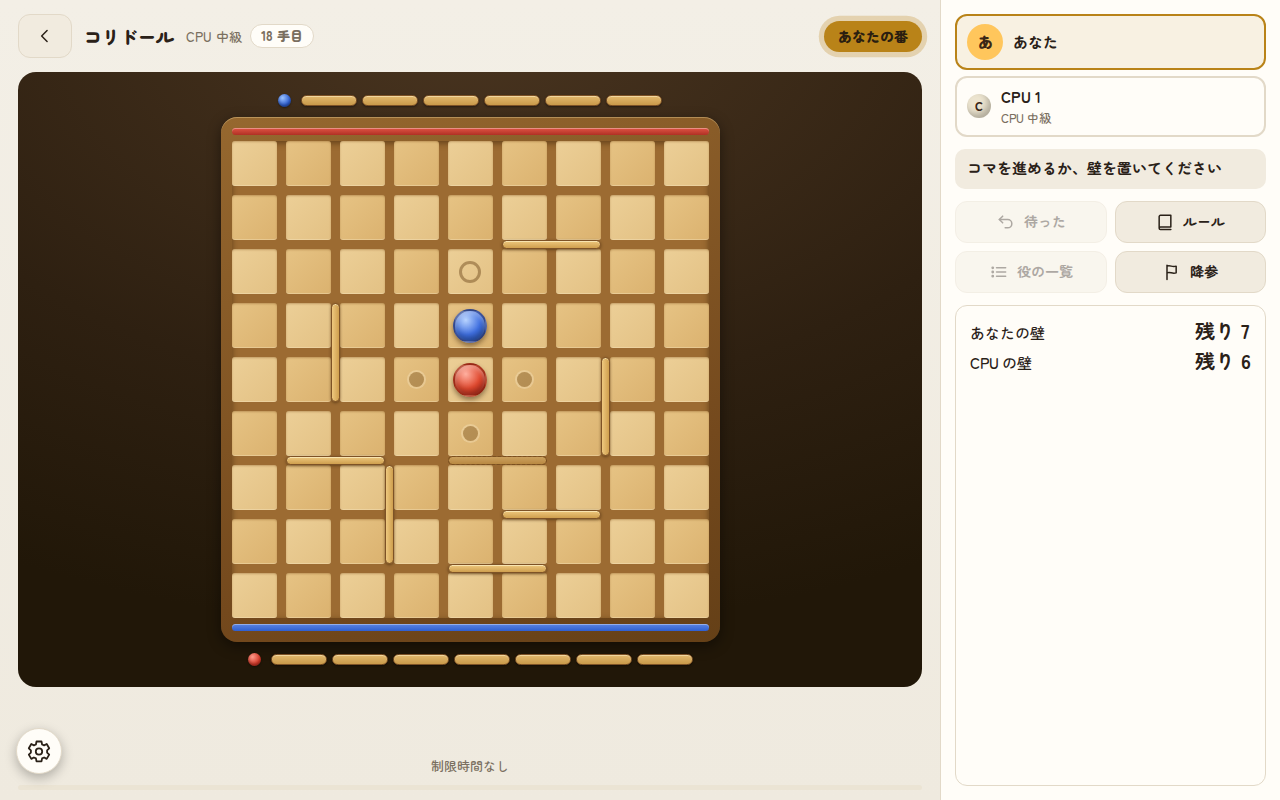 コリドール CPU 中級 18 手目 あなたの番
あ あなた
C CPU 1
CPU 中級
コマを進めるか、壁を置いてください
待った ルール
役の一覧 降参
あなたの壁 残り 7
CPU の壁 残り 6
制限時間なし